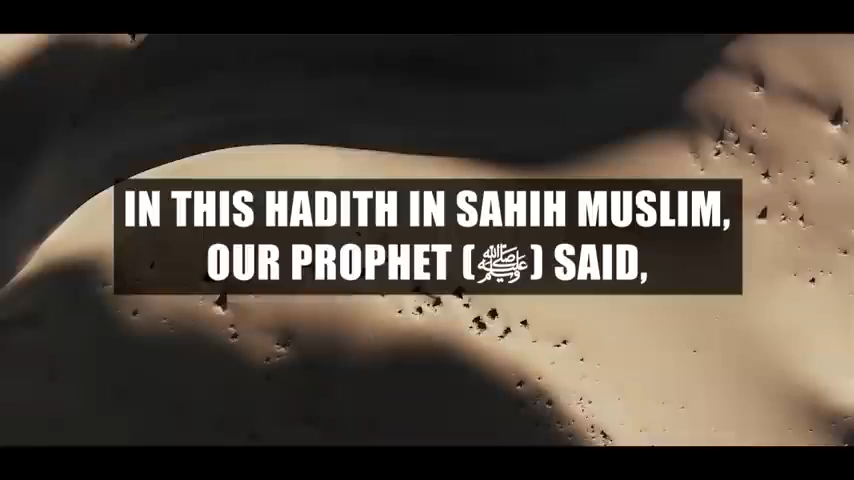 IN THIS HADITH IN SAHIH MUSLIM,
OUR PROPHET (ﷺ) SAID,